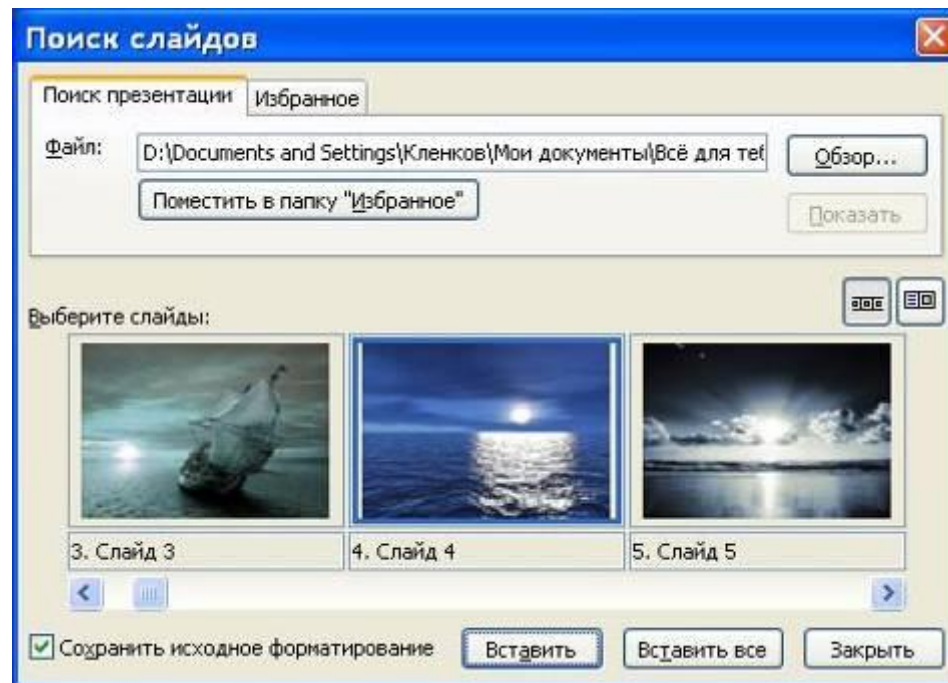 Поиск слайдов
Поиск презентации Избранное
Файл: D:\Documents and Settings\Кленков\Мои документы\Всё для теб Обзор...
Поместить в папку "Избранное"
Показать
Выберите слайды:
3. Слайд 3 4. Слайд 4 5. Слайд 5
Сохранить исходное форматирование Вставить Вставить все Закрыть